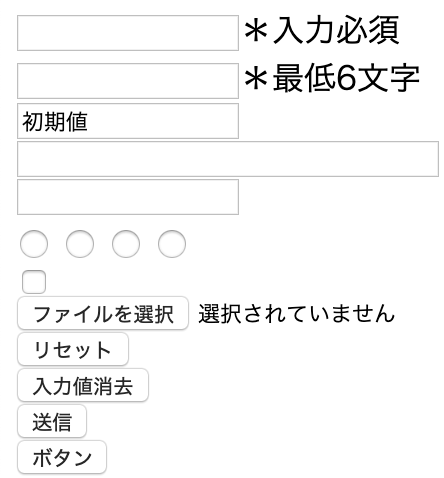 ＊入力必須
＊最低6文字
初期値
ファイルを選択 選択されていません
リセット
入力値消去
送信
ボタン